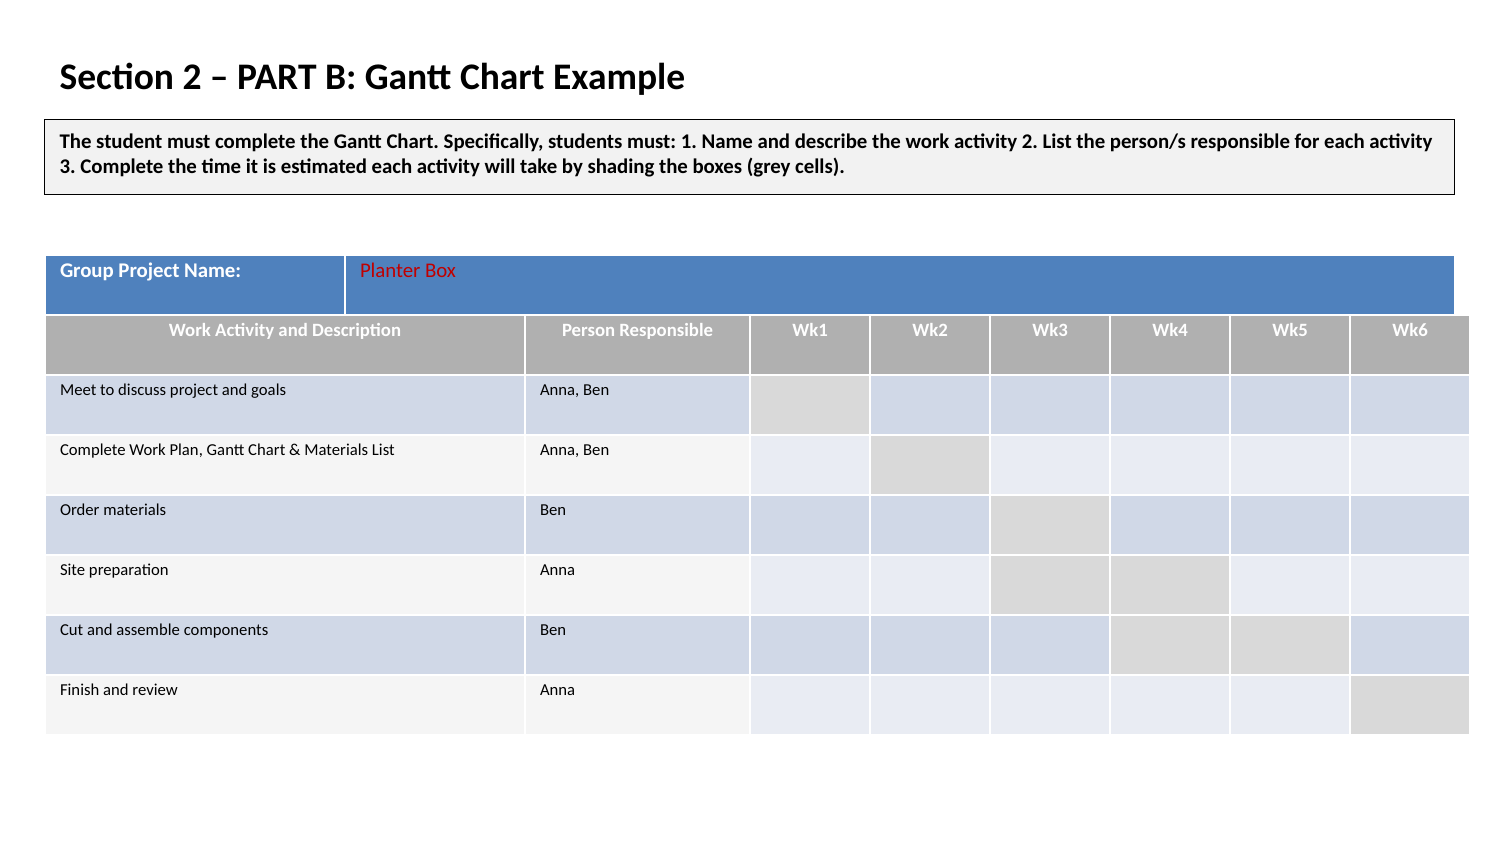 Section 2 – PART B: Gantt Chart Example
The student must complete the Gantt Chart. Specifically, students must: 1. Name and describe the work activity 2. List the person/s responsible for each activity
3. Complete the time it is estimated each activity will take by shading the boxes (grey cells).
Group Project Name: Planter Box
Work Activity and Description Person Responsible Wk1 Wk2 Wk3 Wk4 Wk5 Wk6
Meet to discuss project and goals Anna, Ben
Complete Work Plan, Gantt Chart & Materials List Anna, Ben
Order materials Ben
Site preparation Anna
Cut and assemble components Ben
Finish and review Anna